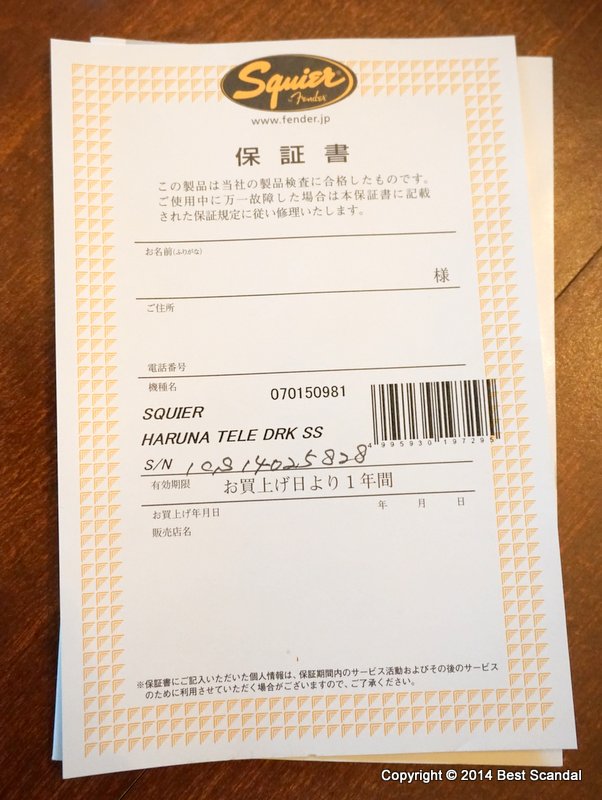 Squier
by Fender
www.fender.jp
保証書
この製品は当社の製品検査に合格したものです。
ご使用中に万一故障した場合は本保証書に記載
された保証規定に従い修理いたします。
お名前(ふりがな)
様
ご住所
電話番号
機種名
070150981
SQUIER
HARUNA TELE DRK SS
4995930197295
S/N 10S14025828
有効期限 お買上げ日より1年間
お買上げ年月日 年 月 日
販売店名
※保証書にご記入いただいた個人情報は、保証期間内のサービス活動およびその後のサービス
のために利用させていただく場合がございますので、ご了承ください。
Copyright © 2014 Best Scandal